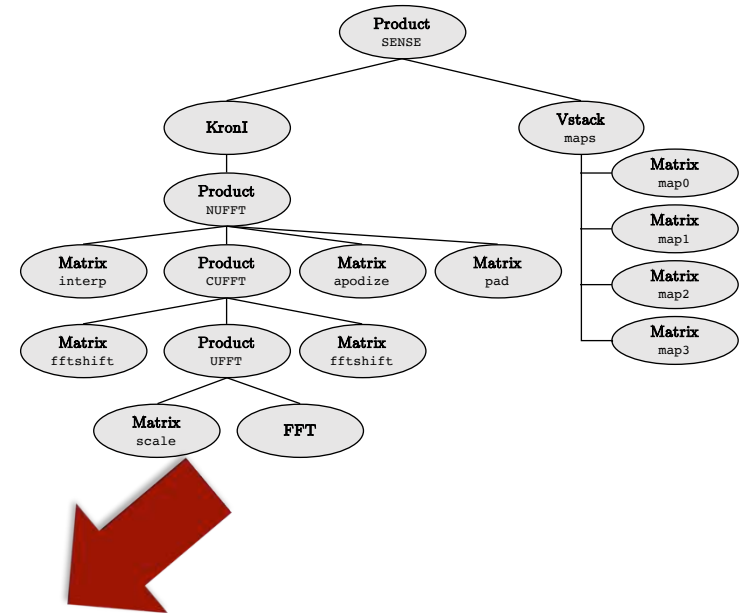 Product
SENSE
KronI
Vstack
maps
Matrix
map0
Product
NUFFT
Matrix
map1
Matrix
interp
Product
CUFFT
Matrix
apodize
Matrix
pad
Matrix
map2
Matrix
fftshift
Product
UFFT
Matrix
fftshift
Matrix
map3
Matrix
scale
FFT